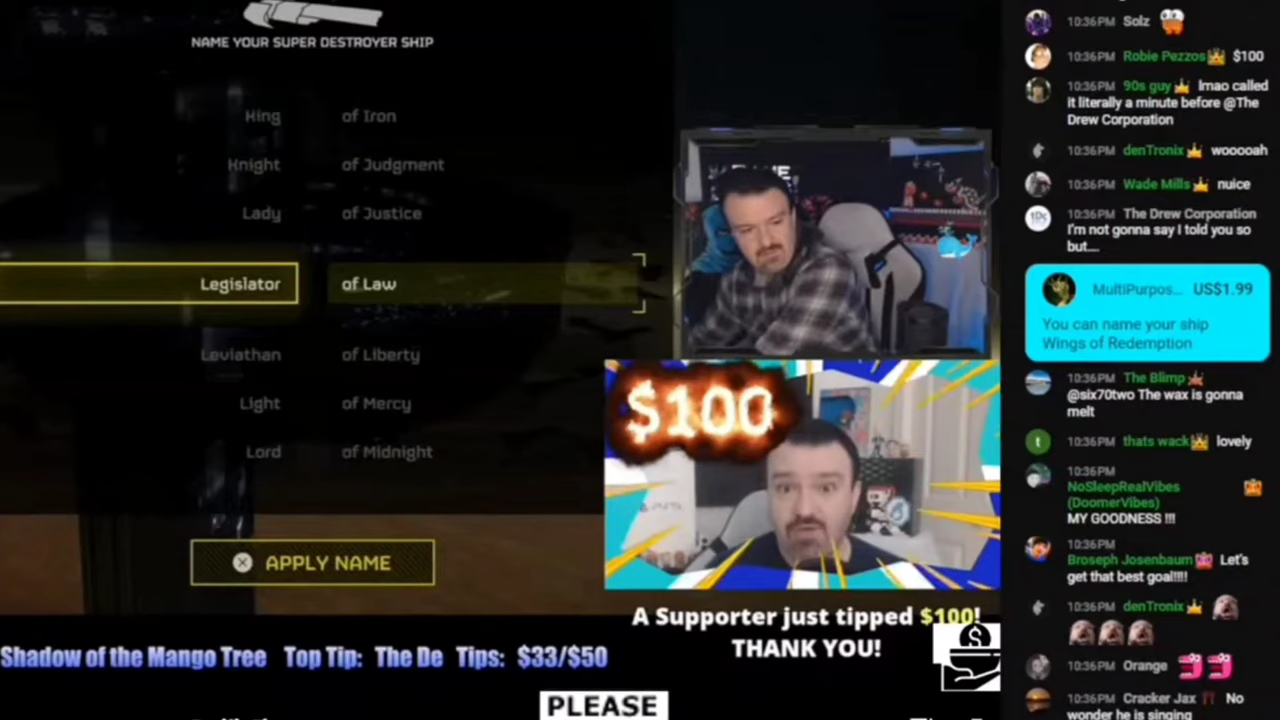 NAME YOUR SUPER DESTROYER SHIP
King of Iron
Knight of Judgment
Lady of Justice
Legislator of Law
Leviathan of Liberty
Light of Mercy
Lord of Midnight
APPLY NAME
$100
A Supporter just tipped $100!
THANK YOU!
Shadow of the Mango Tree Top Tip: The De Tips: $33/$50
PLEASE
10:36PM Solz
10:36PM Robie Pezzos $100
10:36PM 90s guy lmao called
it literally a minute before @The
Drew Corporation
10:36PM denTronix wooooah
10:36PM Wade Mills nuice
10:36PM The Drew Corporation
I'm not gonna say I told you so
but....
MultiPurpos... US$1.99
You can name your ship
Wings of Redemption
10:36PM The Blimp
@six70two The wax is gonna
melt
10:36PM thats wack lovely
10:36PM
NoSleepRealVibes
(DoomerVibes)
MY GOODNESS !!!
10:36PM
Broseph Josenbaum Let's
get that best goal!!!!!
10:36PM denTronix
10:36PM Orange
10:36PM Cracker Jax No
wonder he is singing